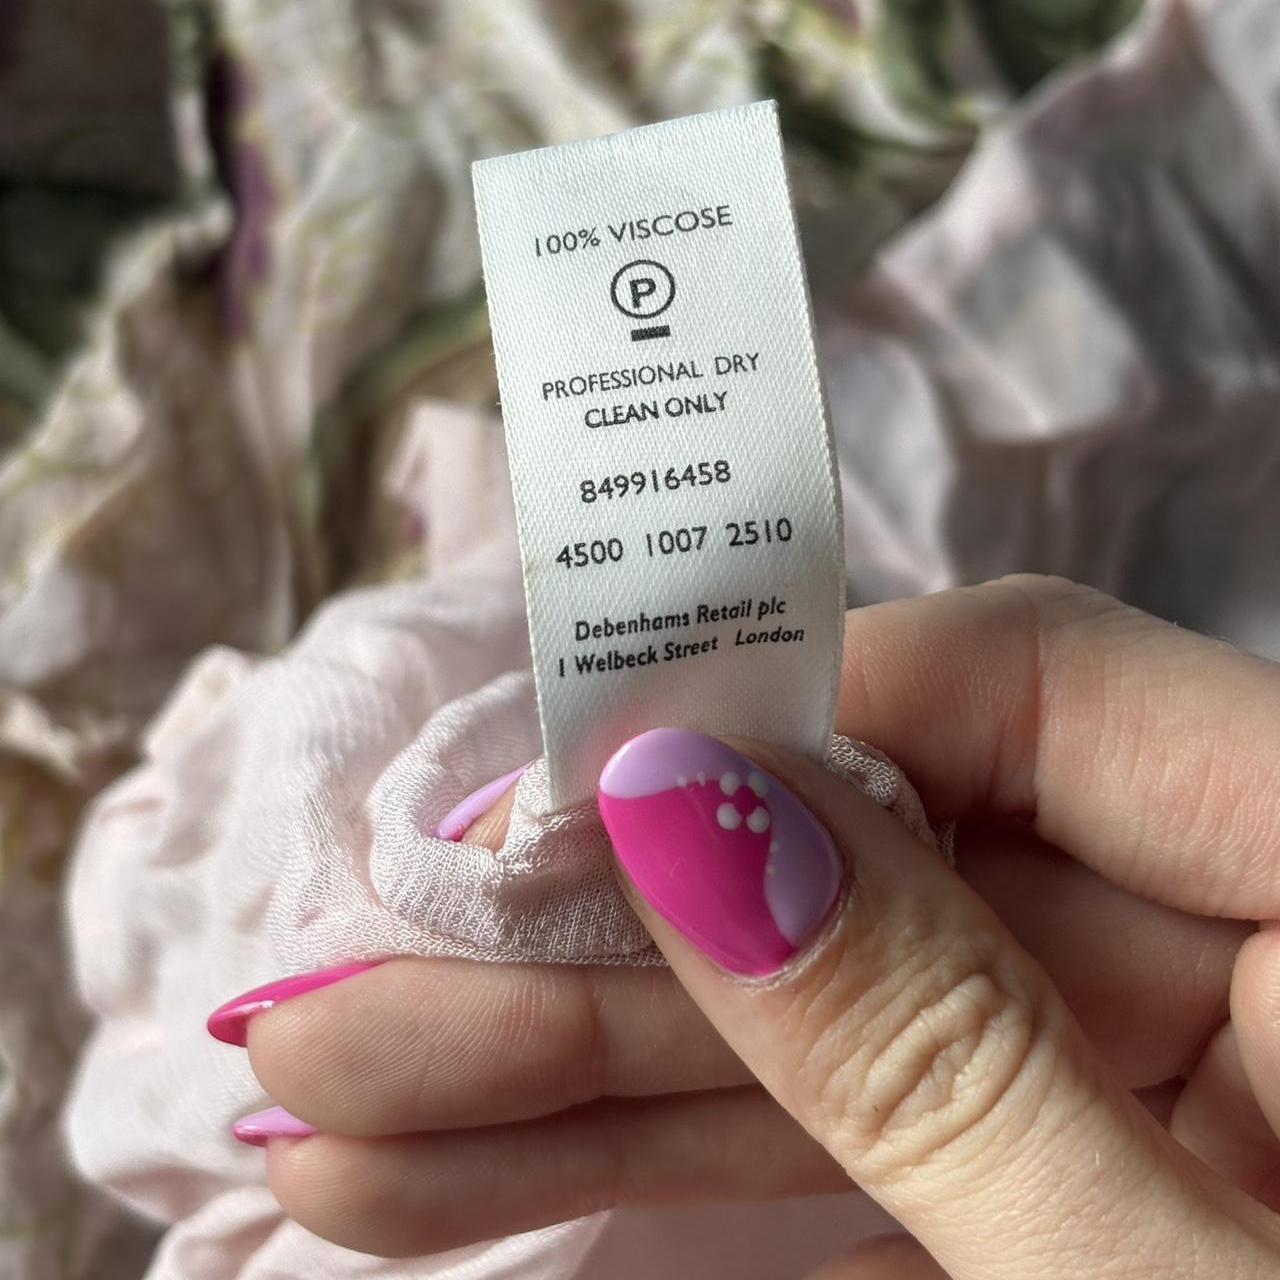 100% VISCOSE
P
PROFESSIONAL DRY
CLEAN ONLY
849916458
4500 1007 2510
Debenhams Retail plc
1 Welbeck Street London